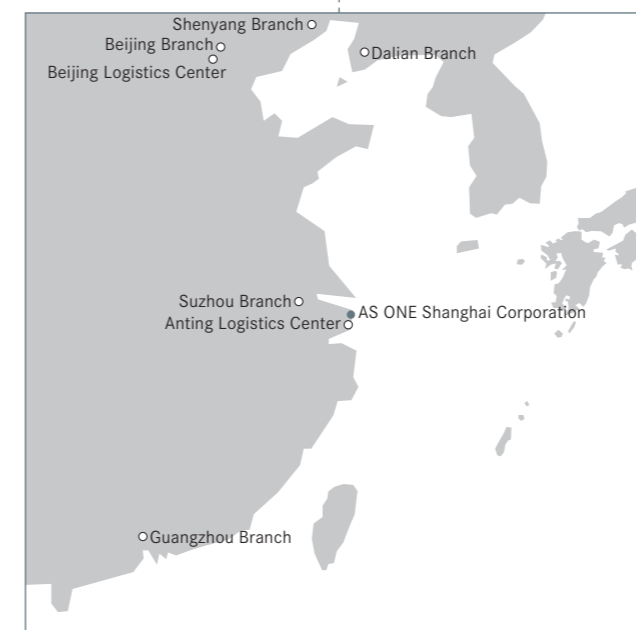 Shenyang Branch
Beijing Branch
Dalian Branch
Beijing Logistics Center
Suzhou Branch
AS ONE Shanghai Corporation
Anting Logistics Center
Guangzhou Branch